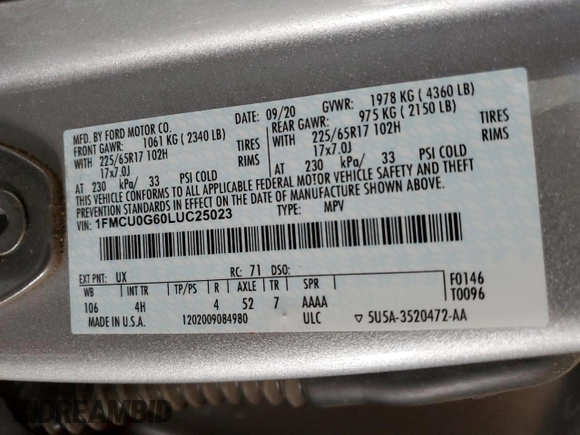 MFD. BY FORD MOTOR CO.
DATE: 09/20 GVWR: 1978 KG ( 4360 LB)
FRONT GAWR: 1061 KG ( 2340 LB) REAR GAWR: 975 KG ( 2150 LB)
WITH 225/65R17 102H TIRES WITH 225/65R17 102H TIRES
17x7.0J RIMS 17x7.0J RIMS
AT 230 kPa/ 33 PSI COLD AT 230 kPa/ 33 PSI COLD
THIS VEHICLE CONFORMS TO ALL APPLICABLE FEDERAL MOTOR VEHICLE SAFETY AND THEFT
PREVENTION STANDARDS IN EFFECT ON THE DATE OF MANUFACTURE SHOWN ABOVE.
VIN: 1FMCU0G60LUC25023 TYPE: MPV
EXT PNT: UX RC: 71 DSO: F0146
WB INT TR TP/PS R AXLE TR SPR T0096
106 4H 4 52 7 AAAA
MADE IN U.S.A. 1202009084980 ULC ▽ 5U5A-3520472-AA
BIDREAMBID